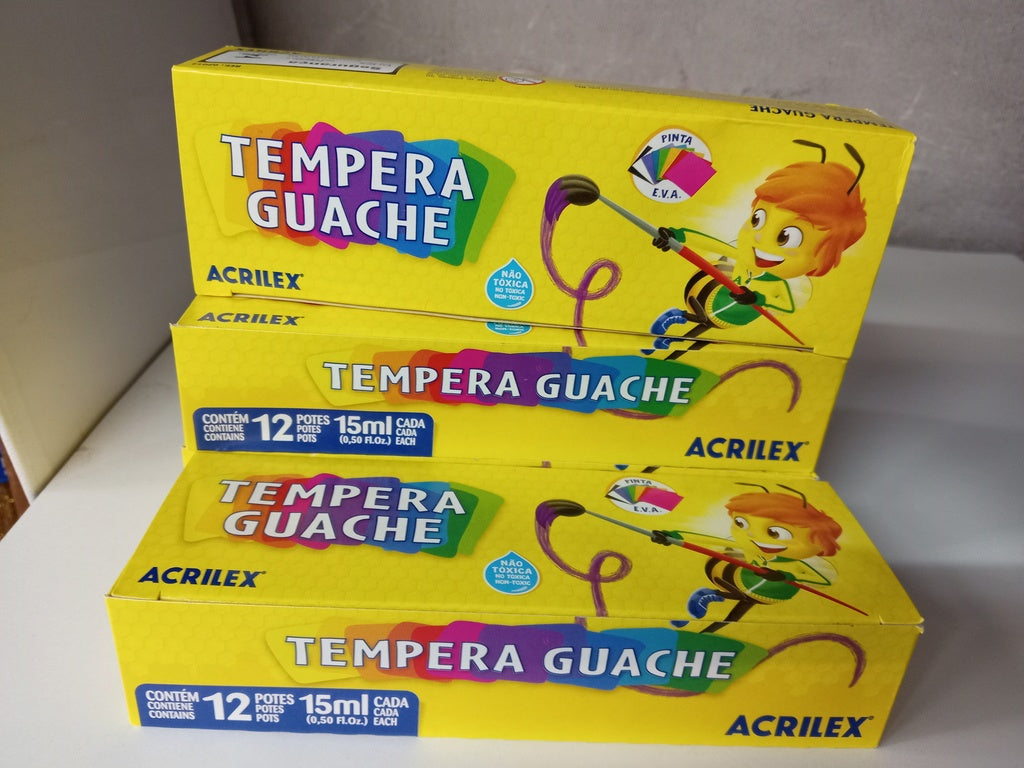 Segurança
TEMPERA GUACHE
TEMPERA
GUACHE
PINTA
E.V.A.
NÃO
TÓXICA
NO TÓXICA
NON-TOXIC
ACRILEX®
ACRILEX
TEMPERA GUACHE
CONTÉM
CONTIENE
CONTAINS
12
POTES
POTES
POTS
15ml
(0,50 Fl.Oz.)
CADA
CADA
EACH
ACRILEX®
TEMPERA
GUACHE
PINTA
E.V.A.
NÃO
TÓXICA
NO TÓXICA
NON-TOXIC
ACRILEX®
TEMPERA GUACHE
CONTÉM
CONTIENE
CONTAINS
12
POTES
POTES
POTS
15ml
(0,50 Fl.Oz.)
CADA
CADA
EACH
ACRILEX®